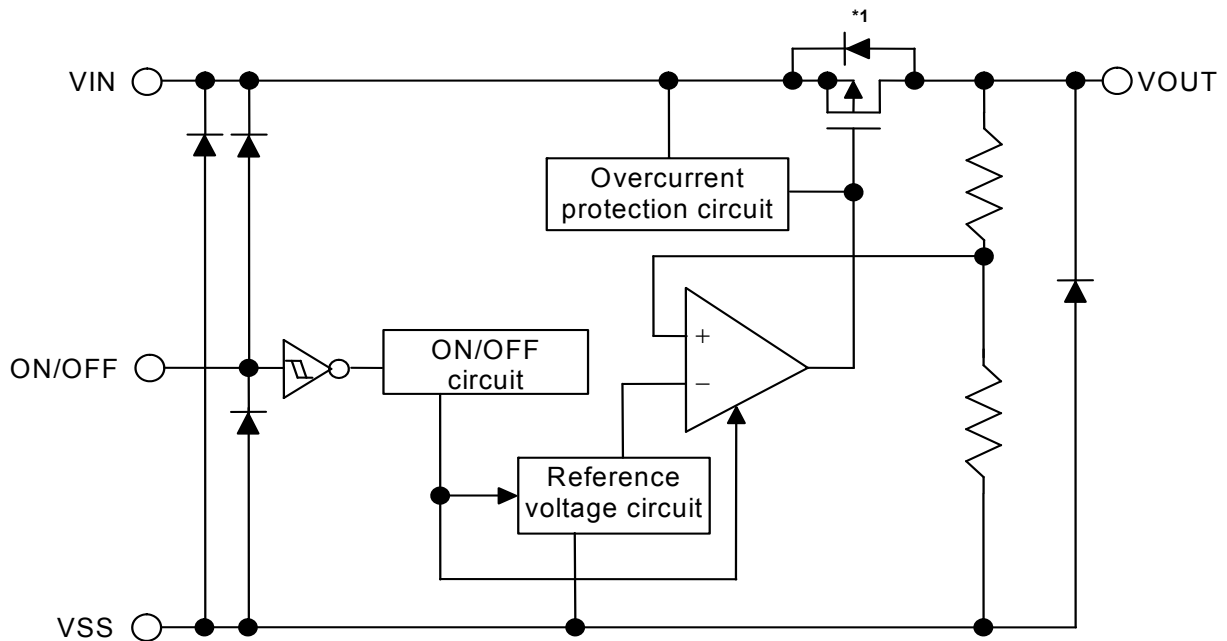 *1
VIN
VOUT
Overcurrent
protection circuit
+
−
ON/OFF
ON/OFF
circuit
Reference
voltage circuit
VSS